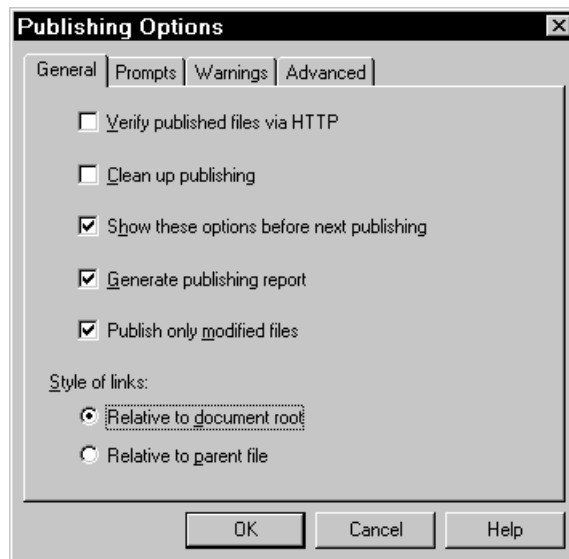 Publishing Options
General Prompts Warnings Advanced
Verify published files via HTTP
Clean up publishing
Show these options before next publishing
Generate publishing report
Publish only modified files
Style of links:
Relative to document root
Relative to parent file
OK Cancel Help